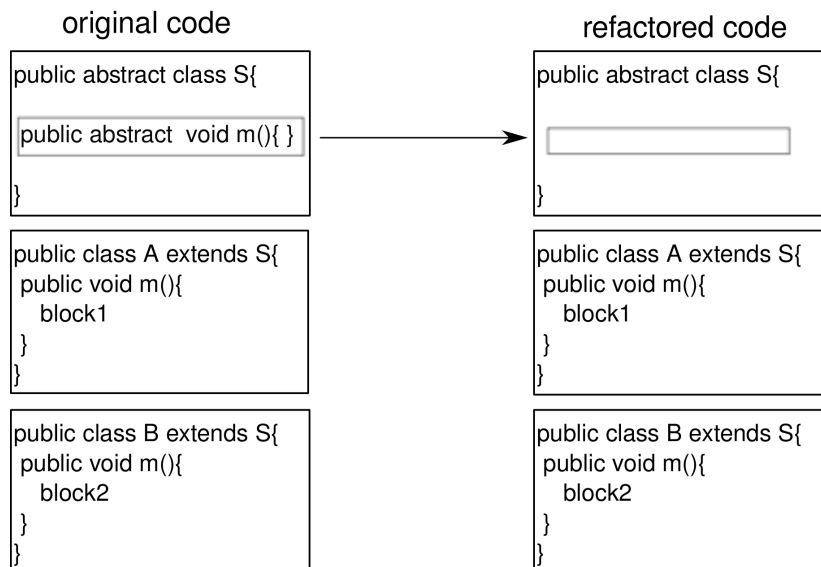 original code
public abstract class S{
public abstract  void m(){ }
}
public class A extends S{
public void m(){
block1
}
}
public class B extends S{
public void m(){
block2
}
}
refactored code
public abstract class S{
}
public class A extends S{
public void m(){
block1
}
}
public class B extends S{
public void m(){
block2
}
}